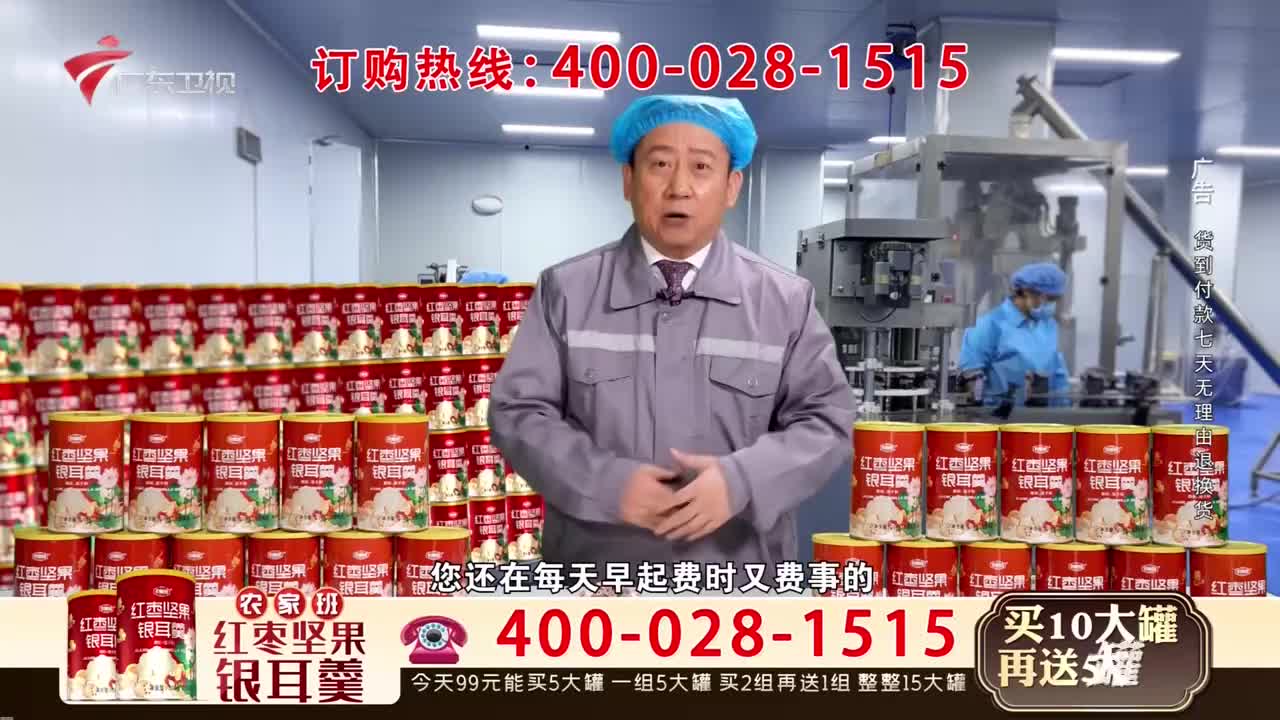 广东卫视
订购热线：400-028-1515
广告 货到付款七天无理由退换货
红枣坚果
银耳羹
您还在每天早起费时又费事的
农家班
红枣坚果
银耳羹
400-028-1515
今天99元能买5大罐 一组5大罐 买2组再送1组 整整15大罐
买10大罐
再送5罐